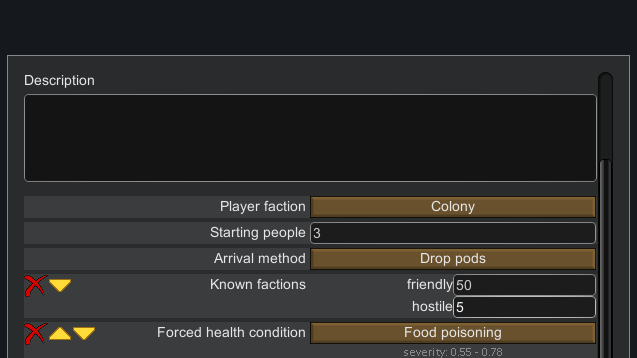 Description
Player faction Colony
Starting people 3
Arrival method Drop pods
Known factions friendly 50
hostile 5
Forced health condition Food poisoning
severity: 0.55 - 0.78